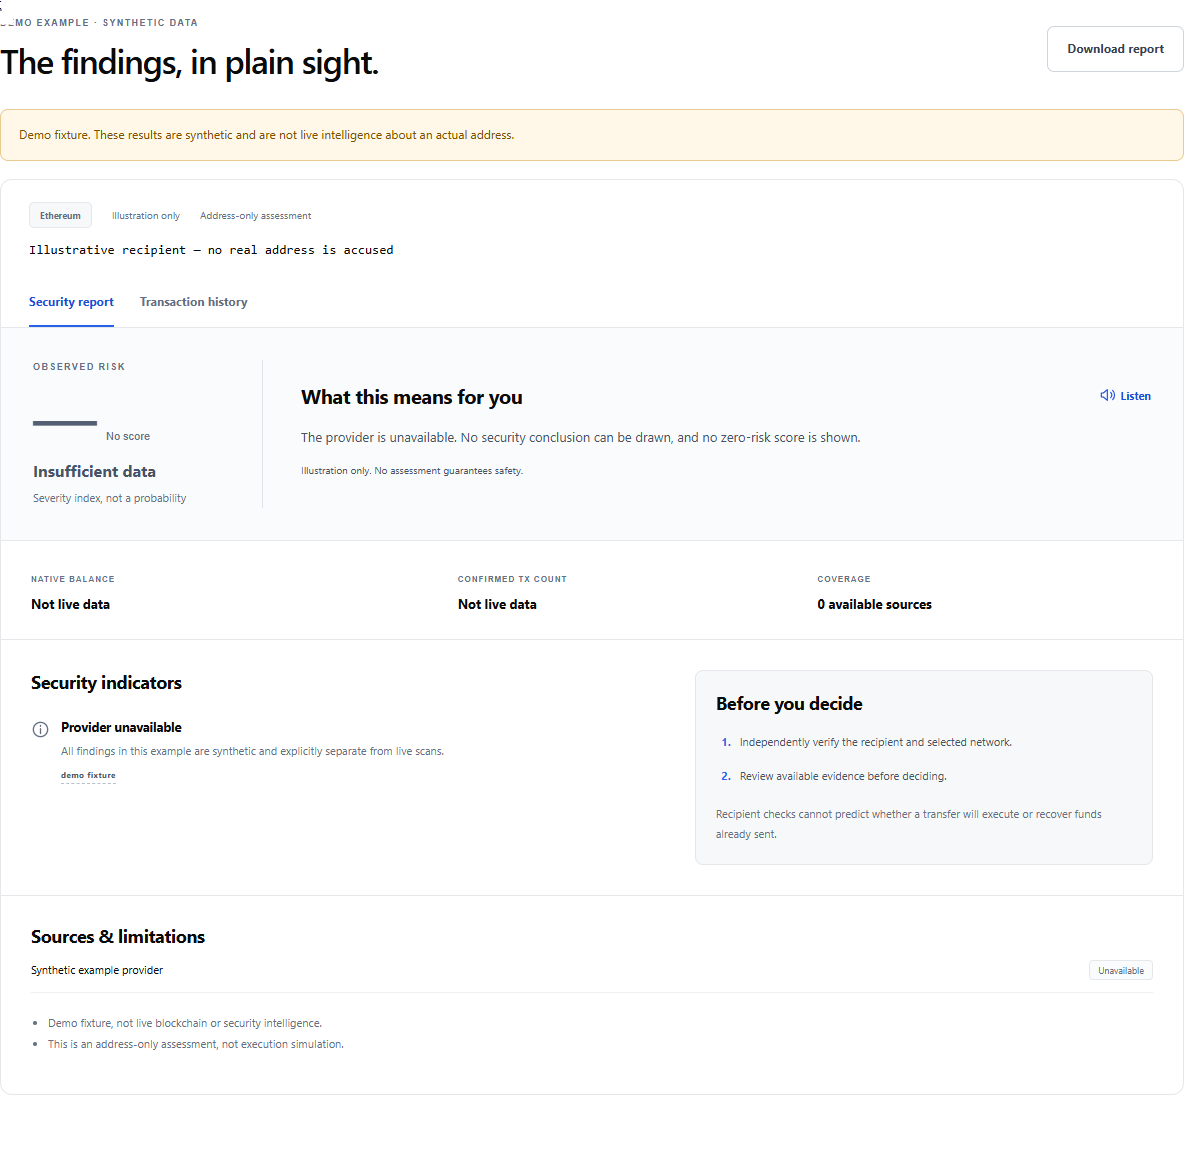 DEMO EXAMPLE · SYNTHETIC DATA
The findings, in plain sight.
Download report
Demo fixture. These results are synthetic and are not live intelligence about an actual address.
Ethereum
Illustration only
Address-only assessment
Illustrative recipient — no real address is accused
Security report
Transaction history
OBSERVED RISK
No score
Insufficient data
Severity index, not a probability
What this means for you
Listen
The provider is unavailable. No security conclusion can be drawn, and no zero-risk score is shown.
Illustration only. No assessment guarantees safety.
NATIVE BALANCE
Not live data
CONFIRMED TX COUNT
Not live data
COVERAGE
0 available sources
Security indicators
Provider unavailable
All findings in this example are synthetic and explicitly separate from live scans.
demo fixture
Before you decide
1. Independently verify the recipient and selected network.
2. Review available evidence before deciding.
Recipient checks cannot predict whether a transfer will execute or recover funds
already sent.
Sources & limitations
Synthetic example provider
Unavailable
• Demo fixture, not live blockchain or security intelligence.
• This is an address-only assessment, not execution simulation.